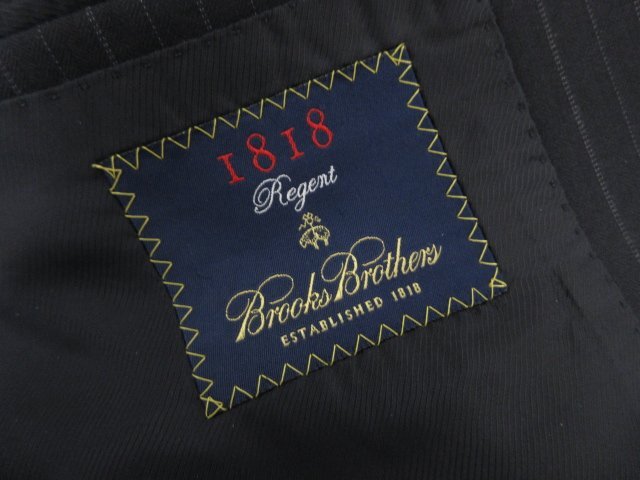 1818
Regent
Brooks Brothers
ESTABLISHED 1818